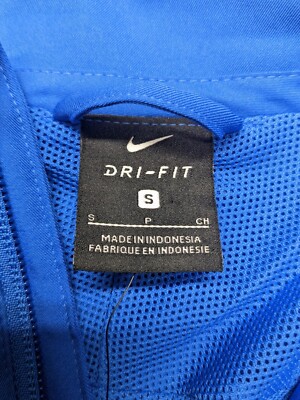 DRI-FIT
S
S P CH
MADE IN INDONESIA
FABRIQUE EN INDONESIE